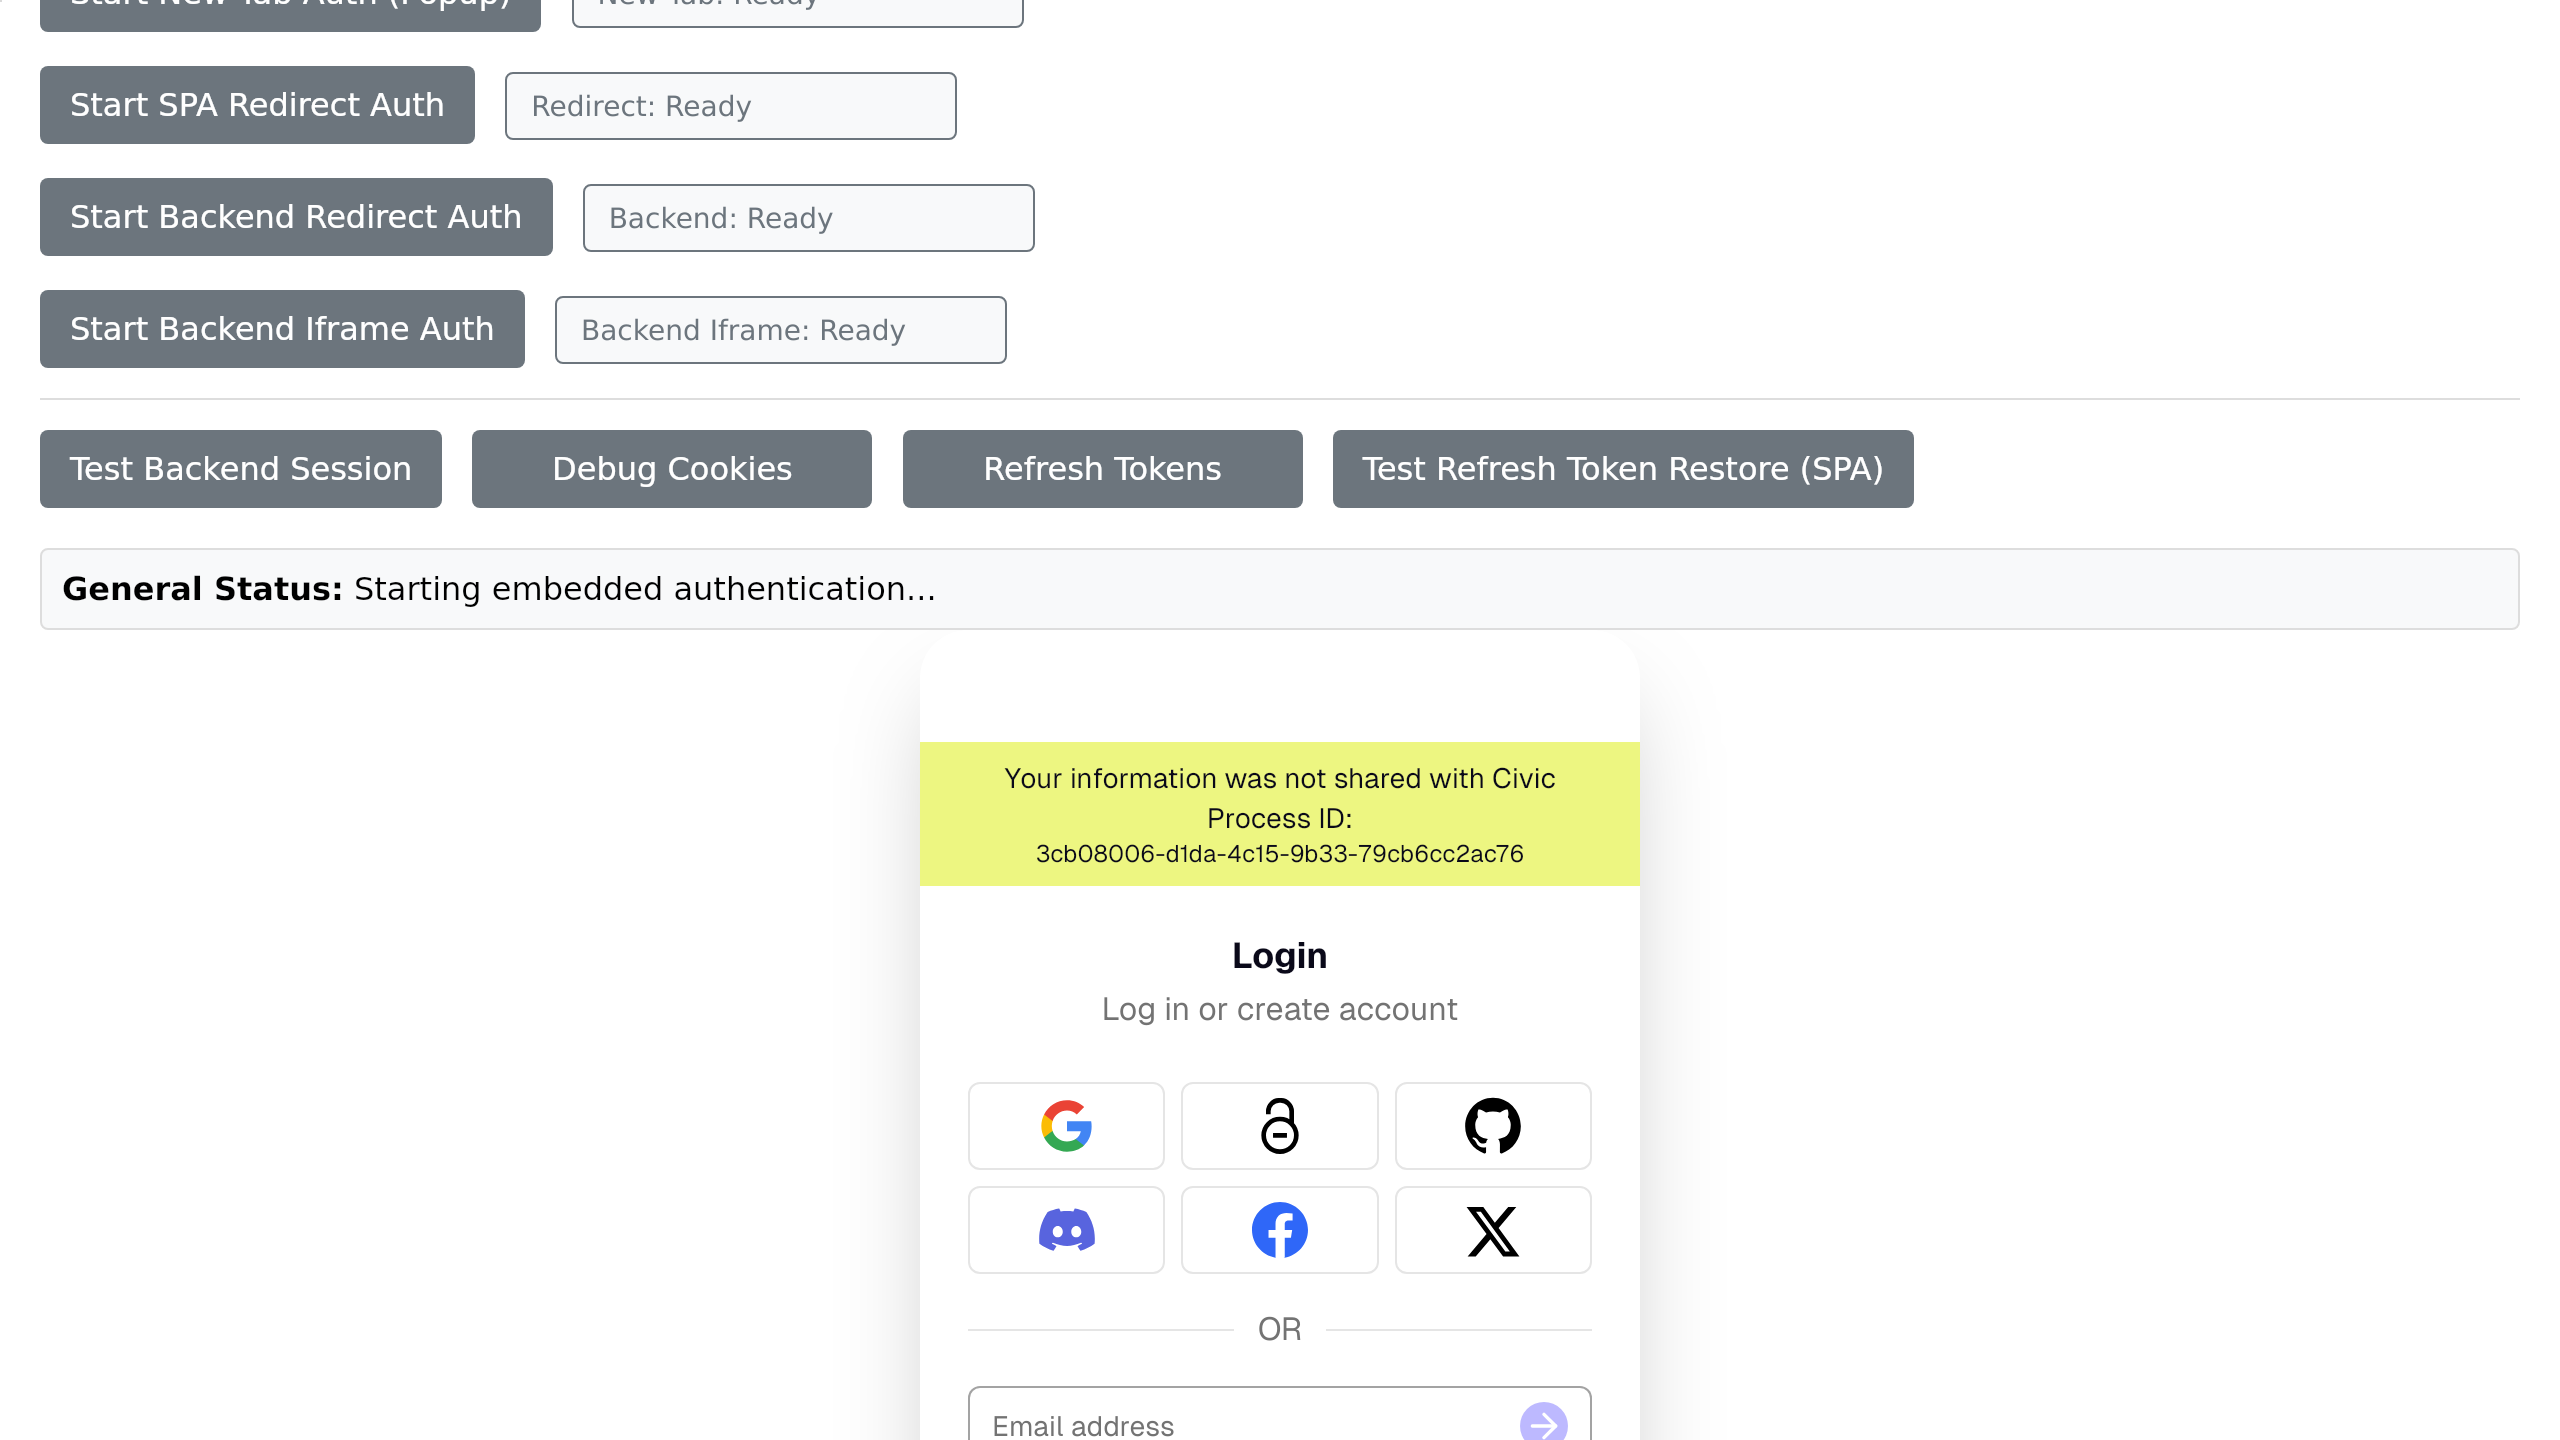 Start New Tab Auth (Popup)
New Tab: Ready
Start SPA Redirect Auth
Redirect: Ready
Start Backend Redirect Auth
Backend: Ready
Start Backend Iframe Auth
Backend Iframe: Ready
Test Backend Session
Debug Cookies
Refresh Tokens
Test Refresh Token Restore (SPA)
General Status: Starting embedded authentication...
Your information was not shared with Civic
Process ID:
3cb08006-d1da-4c15-9b33-79cb6cc2ac76
Login
Log in or create account
OR
Email address